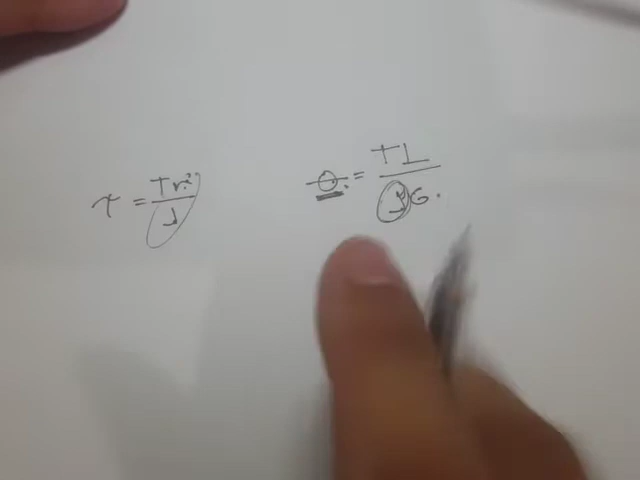 τ = Tr/J
θ = TL/JG